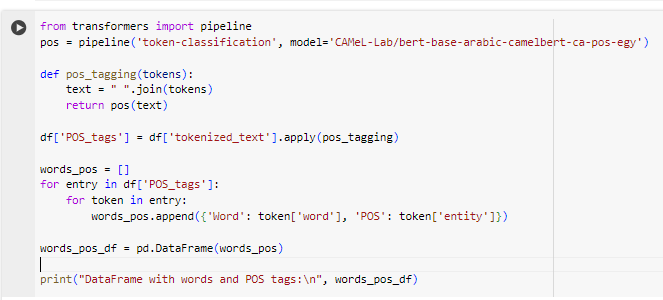 from transformers import pipeline
pos = pipeline('token-classification', model='CAMeL-Lab/bert-base-arabic-camelbert-ca-pos-egy')
def pos_tagging(tokens):
    text = " ".join(tokens)
    return pos(text)
df['POS_tags'] = df['tokenized_text'].apply(pos_tagging)
words_pos = []
for entry in df['POS_tags']:
    for token in entry:
        words_pos.append({'Word': token['word'], 'POS': token['entity']})
words_pos_df = pd.DataFrame(words_pos)
print("DataFrame with words and POS tags:\n", words_pos_df)